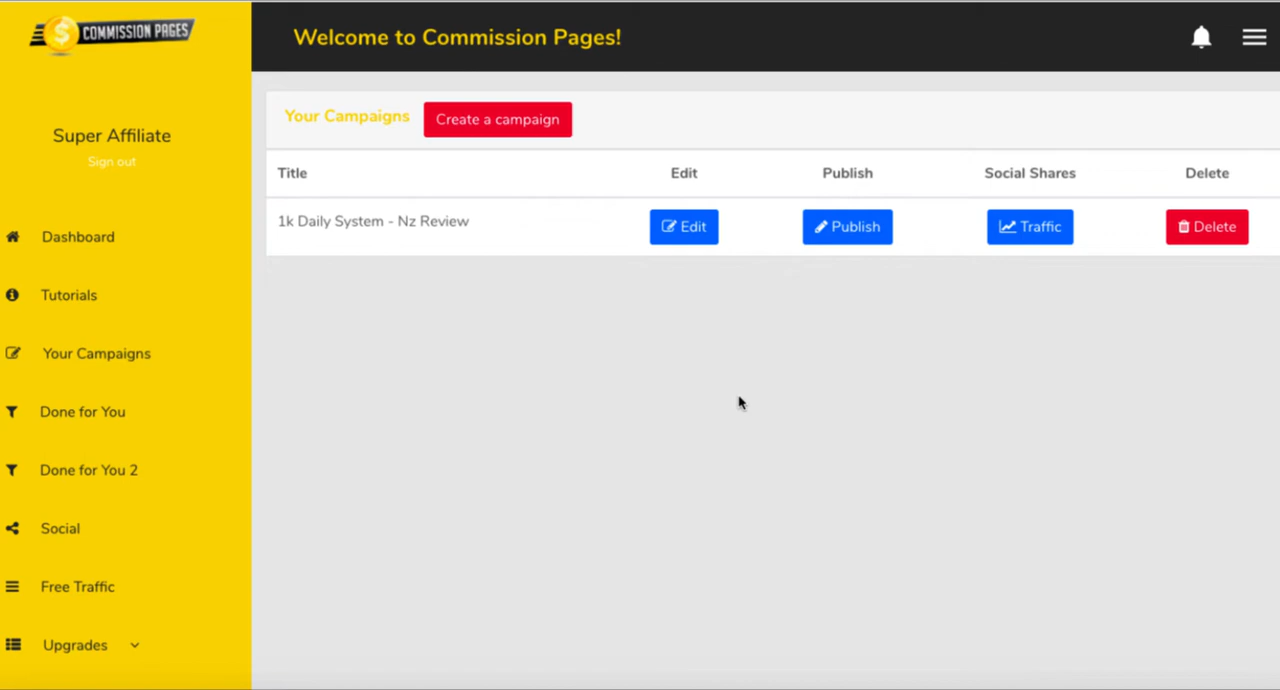 COMMISSION PAGES
Welcome to Commission Pages!
Super Affiliate
Sign out
Dashboard
Tutorials
Your Campaigns
Done for You
Done for You 2
Social
Free Traffic
Upgrades
Your Campaigns Create a campaign
Title Edit Publish Social Shares Delete
1k Daily System - Nz Review Edit Publish Traffic Delete